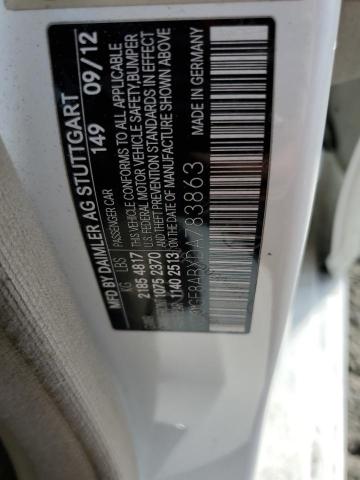 MFD BY DAIMLER AG STUTTGART
149 09/12
PASSENGER CAR
KG LBS
2185 4817
1075 2370
1140 2513
THIS VEHICLE CONFORMS TO ALL APPLICABLE
U.S. FEDERAL MOTOR VEHICLE SAFETY, BUMPER
AND THEFT PREVENTION STANDARDS IN EFFECT
ON THE DATE OF MANUFACTURE SHOWN ABOVE
MADE IN GERMANY
DA783863